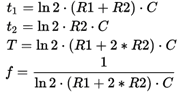 t₁ = ln 2 · (R1 + R2) · C
t₂ = ln 2 · R2 · C
T = ln 2 · (R1 + 2 * R2) · C
f = 1 / (ln 2 · (R1 + 2 * R2) · C)